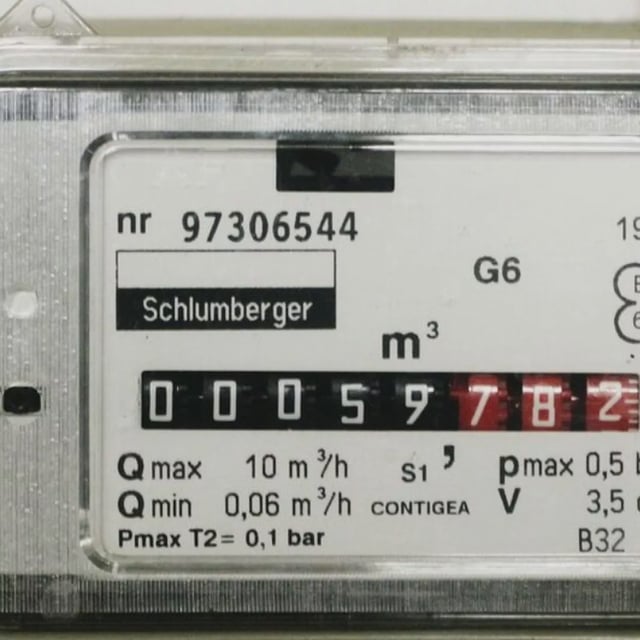 nr 97306544
19
G6
Schlumberger
m³
00059782
Qmax 10 m³/h S1 , pmax 0,5
Qmin 0,06 m³/h CONTIGEA V 3,5
Pmax T2= 0,1 bar B32